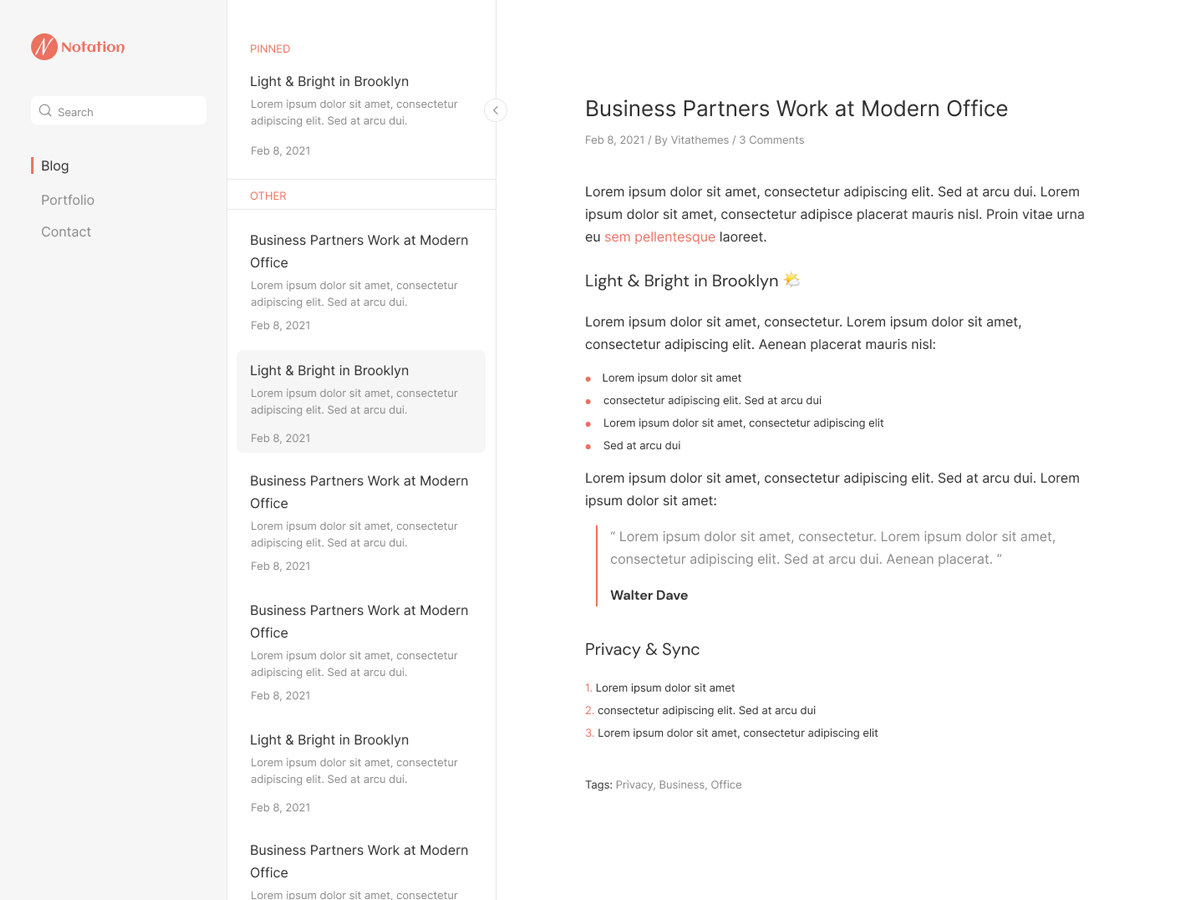 Notation
Search
Blog
Portfolio
Contact
PINNED
Light & Bright in Brooklyn
Lorem ipsum dolor sit amet, consectetur
adipiscing elit. Sed at arcu dui.
Feb 8, 2021
OTHER
Business Partners Work at Modern
Office
Lorem ipsum dolor sit amet, consectetur
adipiscing elit. Sed at arcu dui.
Feb 8, 2021
Light & Bright in Brooklyn
Lorem ipsum dolor sit amet, consectetur
adipiscing elit. Sed at arcu dui.
Feb 8, 2021
Business Partners Work at Modern
Office
Lorem ipsum dolor sit amet, consectetur
adipiscing elit. Sed at arcu dui.
Feb 8, 2021
Business Partners Work at Modern
Office
Lorem ipsum dolor sit amet, consectetur
adipiscing elit. Sed at arcu dui.
Feb 8, 2021
Light & Bright in Brooklyn
Lorem ipsum dolor sit amet, consectetur
adipiscing elit. Sed at arcu dui.
Feb 8, 2021
Business Partners Work at Modern
Office
Lorem ipsum dolor sit amet, consectetur
Business Partners Work at Modern Office
Feb 8, 2021 / By Vitathemes / 3 Comments
Lorem ipsum dolor sit amet, consectetur adipiscing elit. Sed at arcu dui. Lorem
ipsum dolor sit amet, consectetur adipisce placerat mauris nisl. Proin vitae urna
eu sem pellentesque laoreet.
Light & Bright in Brooklyn 🌤️
Lorem ipsum dolor sit amet, consectetur. Lorem ipsum dolor sit amet,
consectetur adipiscing elit. Aenean placerat mauris nisl:
• Lorem ipsum dolor sit amet
• consectetur adipiscing elit. Sed at arcu dui
• Lorem ipsum dolor sit amet, consectetur adipiscing elit
• Sed at arcu dui
Lorem ipsum dolor sit amet, consectetur adipiscing elit. Sed at arcu dui. Lorem
ipsum dolor sit amet:
“ Lorem ipsum dolor sit amet, consectetur. Lorem ipsum dolor sit amet,
consectetur adipiscing elit. Sed at arcu dui. Aenean placerat. “
Walter Dave
Privacy & Sync
1. Lorem ipsum dolor sit amet
2. consectetur adipiscing elit. Sed at arcu dui
3. Lorem ipsum dolor sit amet, consectetur adipiscing elit
Tags: Privacy, Business, Office